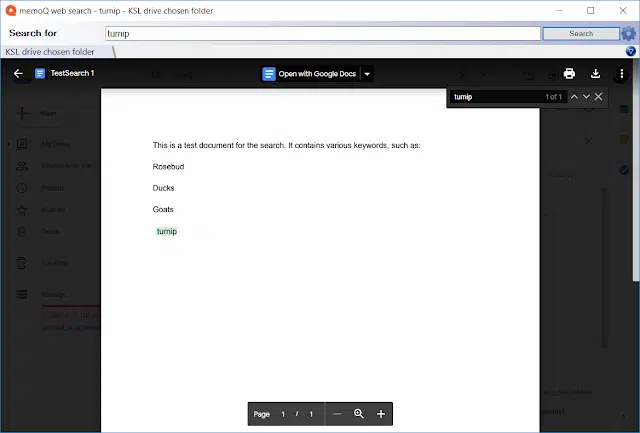 memoQ web search - turnip - KSL drive chosen folder
Search for
turnip
Search
KSL drive chosen folder
TestSearch 1
Open with Google Docs
turnip
1 of 1
This is a test document for the search. It contains various keywords, such as:
Rosebud
Ducks
Goats
turnip
Page 1 / 1